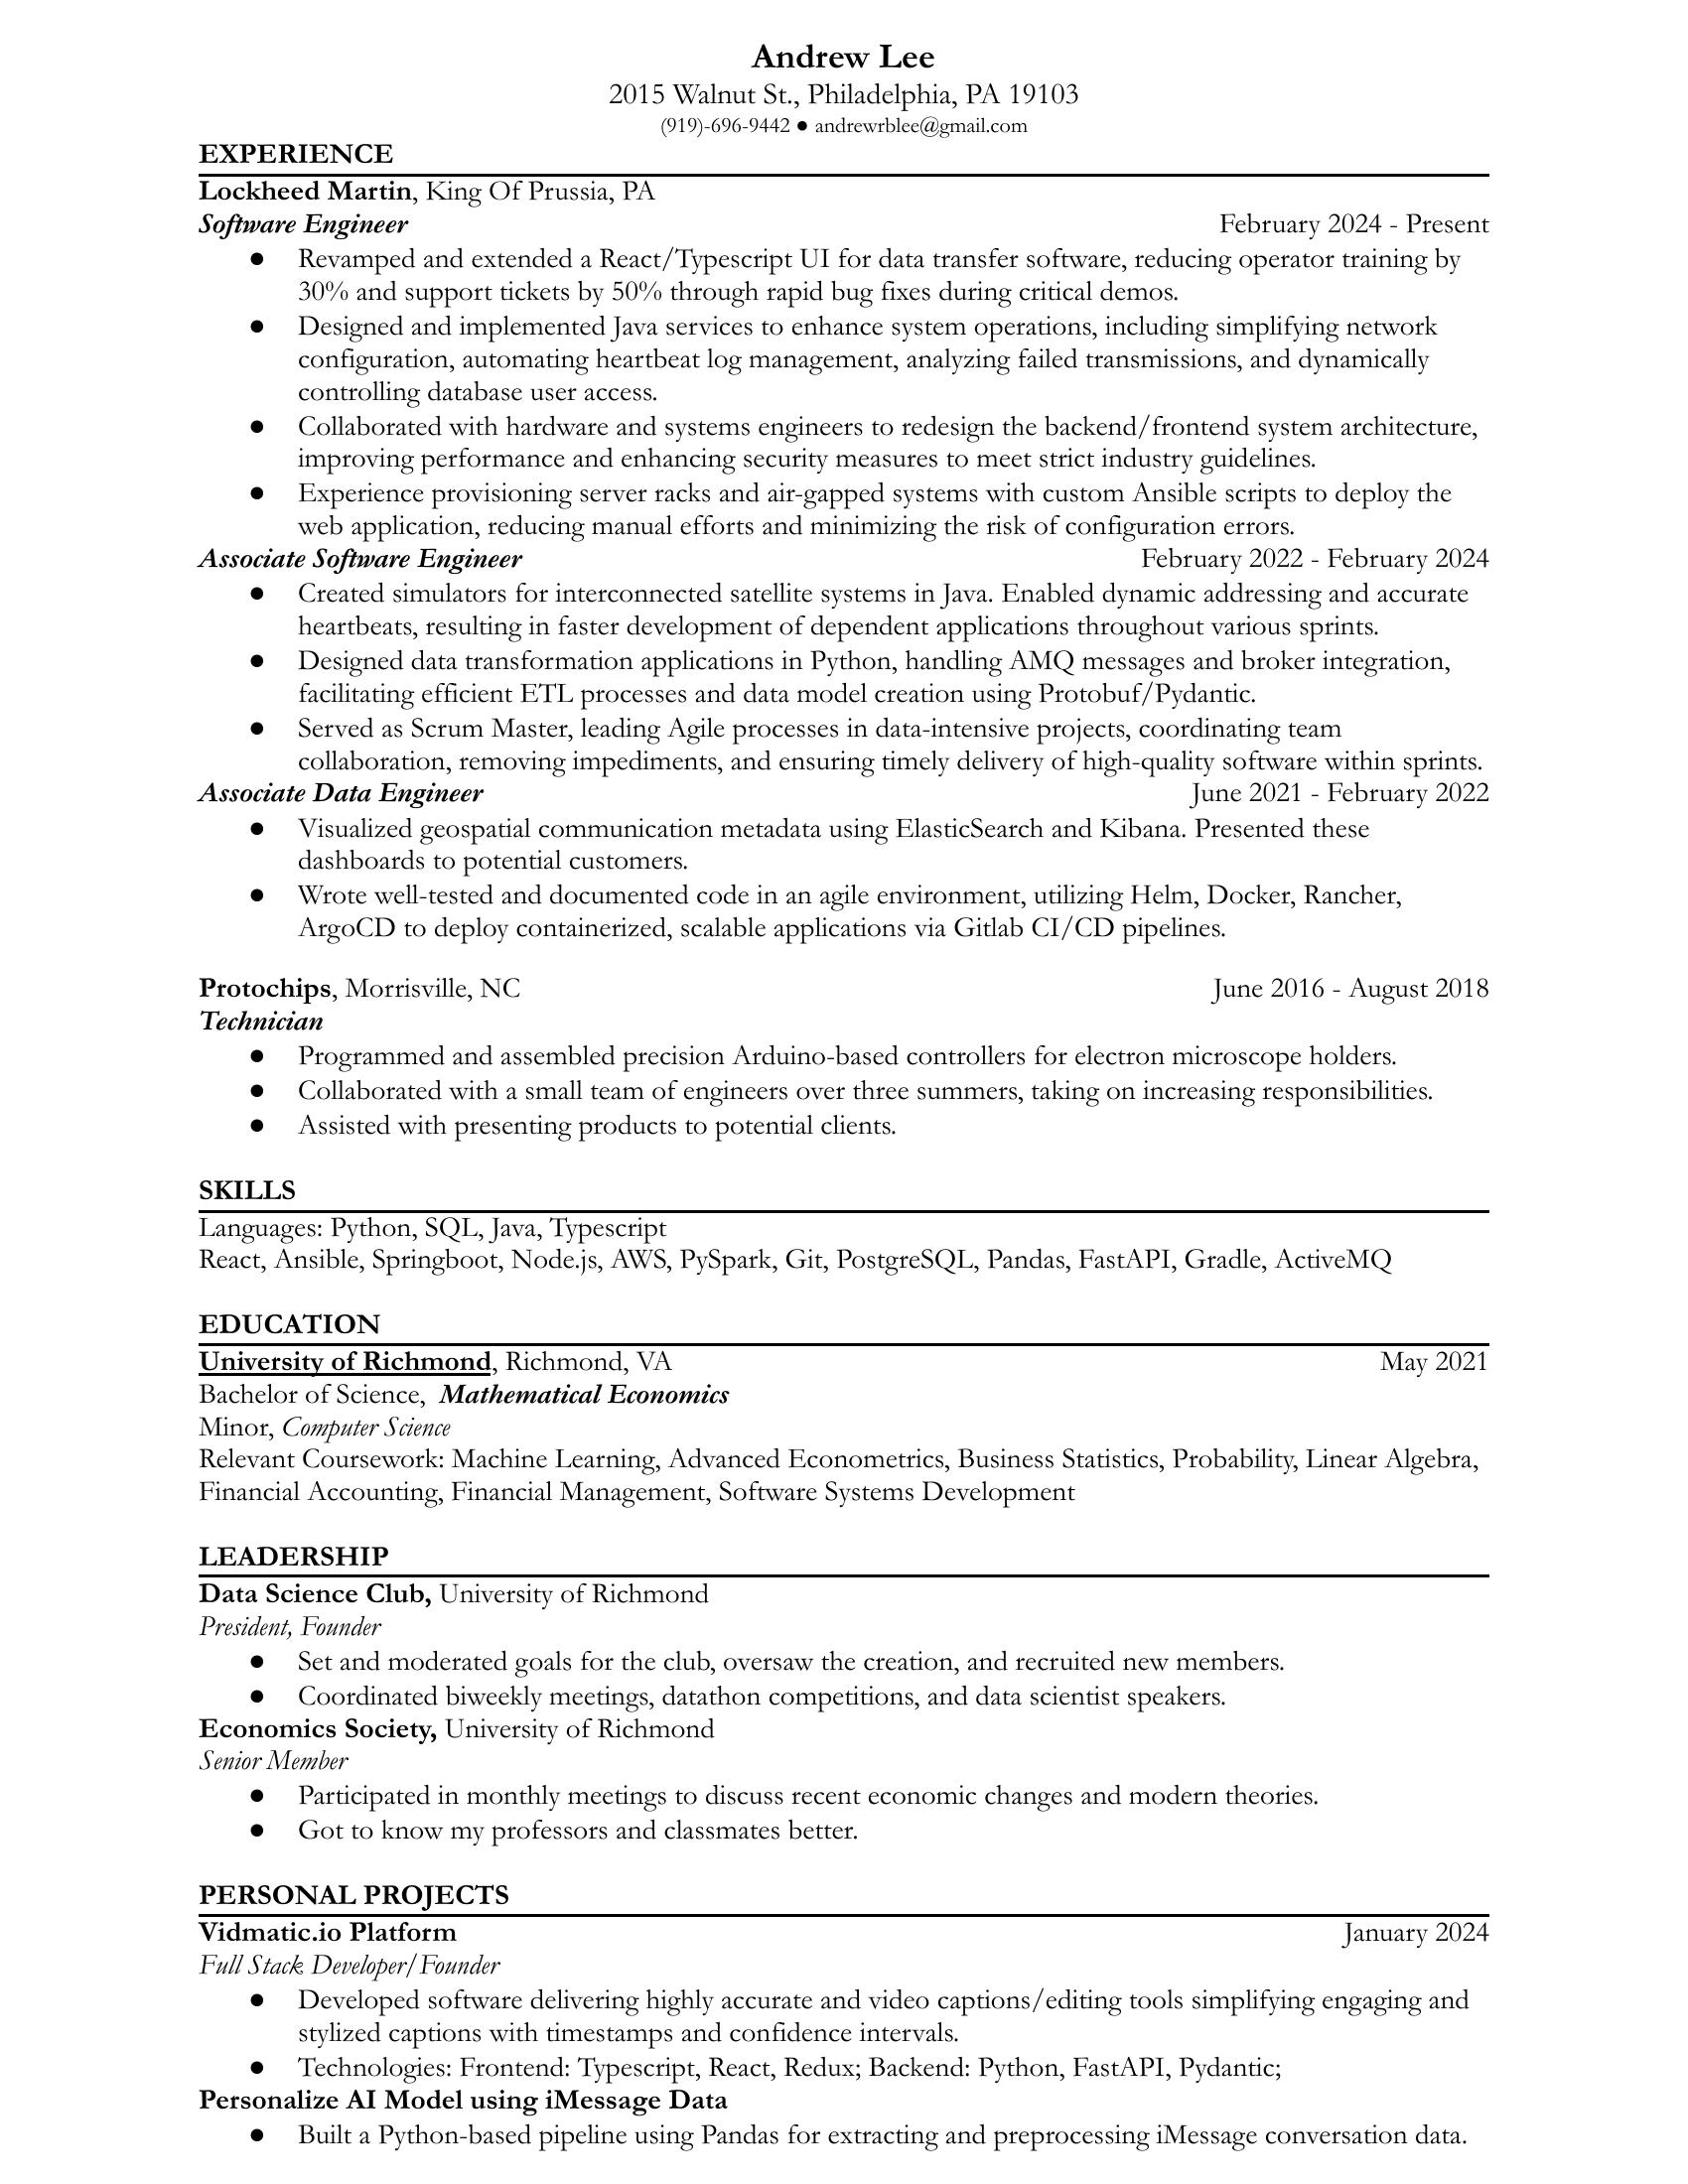 Andrew Lee
2015 Walnut St., Philadelphia, PA 19103
(919)-696-9442 ● andrewrblee@gmail.com
EXPERIENCE
Lockheed Martin, King Of Prussia, PA
Software Engineer February 2024 - Present
● Revamped and extended a React/Typescript UI for data transfer software, reducing operator training by
30% and support tickets by 50% through rapid bug fixes during critical demos.
● Designed and implemented Java services to enhance system operations, including simplifying network
configuration, automating heartbeat log management, analyzing failed transmissions, and dynamically
controlling database user access.
● Collaborated with hardware and systems engineers to redesign the backend/frontend system architecture,
improving performance and enhancing security measures to meet strict industry guidelines.
● Experience provisioning server racks and air-gapped systems with custom Ansible scripts to deploy the
web application, reducing manual efforts and minimizing the risk of configuration errors.
Associate Software Engineer February 2022 - February 2024
● Created simulators for interconnected satellite systems in Java. Enabled dynamic addressing and accurate
heartbeats, resulting in faster development of dependent applications throughout various sprints.
● Designed data transformation applications in Python, handling AMQ messages and broker integration,
facilitating efficient ETL processes and data model creation using Protobuf/Pydantic.
● Served as Scrum Master, leading Agile processes in data-intensive projects, coordinating team
collaboration, removing impediments, and ensuring timely delivery of high-quality software within sprints.
Associate Data Engineer June 2021 - February 2022
● Visualized geospatial communication metadata using ElasticSearch and Kibana. Presented these
dashboards to potential customers.
● Wrote well-tested and documented code in an agile environment, utilizing Helm, Docker, Rancher,
ArgoCD to deploy containerized, scalable applications via Gitlab CI/CD pipelines.
Protochips, Morrisville, NC June 2016 - August 2018
Technician
● Programmed and assembled precision Arduino-based controllers for electron microscope holders.
● Collaborated with a small team of engineers over three summers, taking on increasing responsibilities.
● Assisted with presenting products to potential clients.
SKILLS
Languages: Python, SQL, Java, Typescript
React, Ansible, Springboot, Node.js, AWS, PySpark, Git, PostgreSQL, Pandas, FastAPI, Gradle, ActiveMQ
EDUCATION
University of Richmond, Richmond, VA May 2021
Bachelor of Science, Mathematical Economics
Minor, Computer Science
Relevant Coursework: Machine Learning, Advanced Econometrics, Business Statistics, Probability, Linear Algebra,
Financial Accounting, Financial Management, Software Systems Development
LEADERSHIP
Data Science Club, University of Richmond
President, Founder
● Set and moderated goals for the club, oversaw the creation, and recruited new members.
● Coordinated biweekly meetings, datathon competitions, and data scientist speakers.
Economics Society, University of Richmond
Senior Member
● Participated in monthly meetings to discuss recent economic changes and modern theories.
● Got to know my professors and classmates better.
PERSONAL PROJECTS
Vidmatic.io Platform January 2024
Full Stack Developer/Founder
● Developed software delivering highly accurate and video captions/editing tools simplifying engaging and
stylized captions with timestamps and confidence intervals.
● Technologies: Frontend: Typescript, React, Redux; Backend: Python, FastAPI, Pydantic;
Personalize AI Model using iMessage Data
● Built a Python-based pipeline using Pandas for extracting and preprocessing iMessage conversation data.